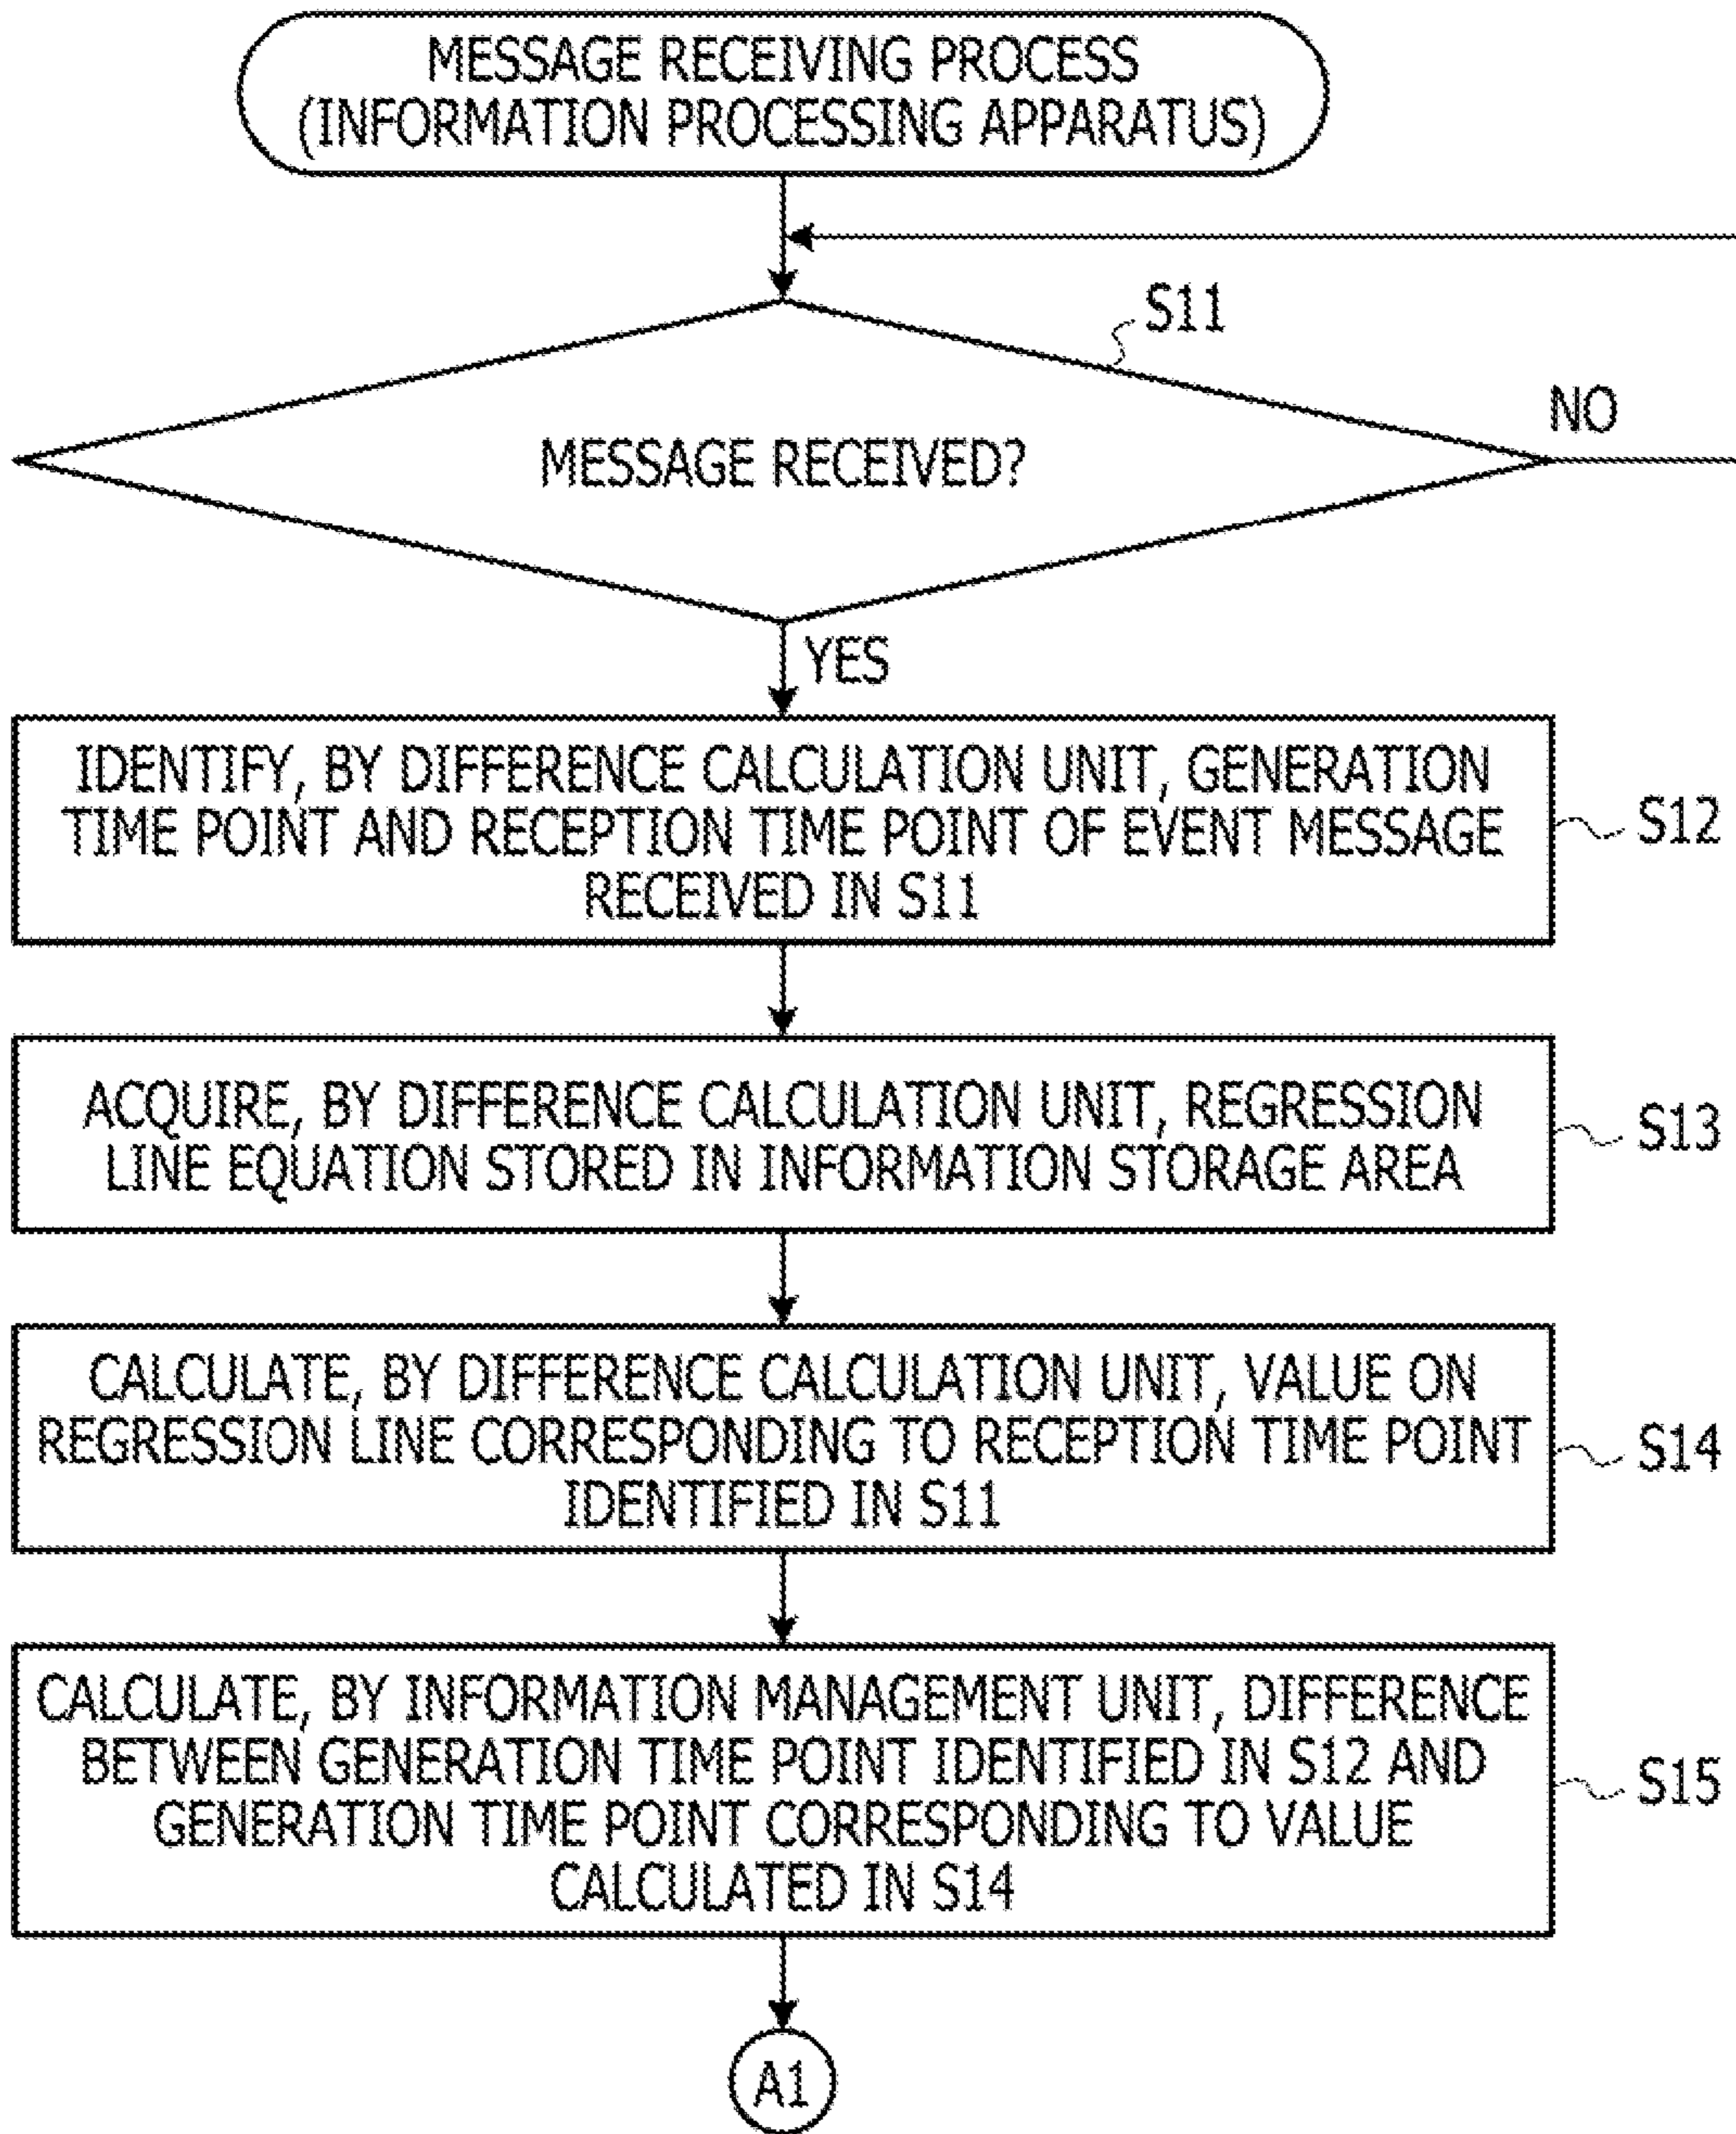 MESSAGE RECEIVING PROCESS
(INFORMATION PROCESSING APPARATUS)
S11
NO
MESSAGE RECEIVED?
YES
IDENTIFY, BY DIFFERENCE CALCULATION UNIT, GENERATION
TIME POINT AND RECEPTION TIME POINT OF EVENT MESSAGE
RECEIVED IN S11
S12
ACQUIRE, BY DIFFERENCE CALCULATION UNIT, REGRESSION
LINE EQUATION STORED IN INFORMATION STORAGE AREA
S13
CALCULATE, BY DIFFERENCE CALCULATION UNIT, VALUE ON
REGRESSION LINE CORRESPONDING TO RECEPTION TIME POINT
IDENTIFIED IN S11
S14
CALCULATE, BY INFORMATION MANAGEMENT UNIT, DIFFERENCE
BETWEEN GENERATION TIME POINT IDENTIFIED IN S12 AND
GENERATION TIME POINT CORRESPONDING TO VALUE
CALCULATED IN S14
S15
A1